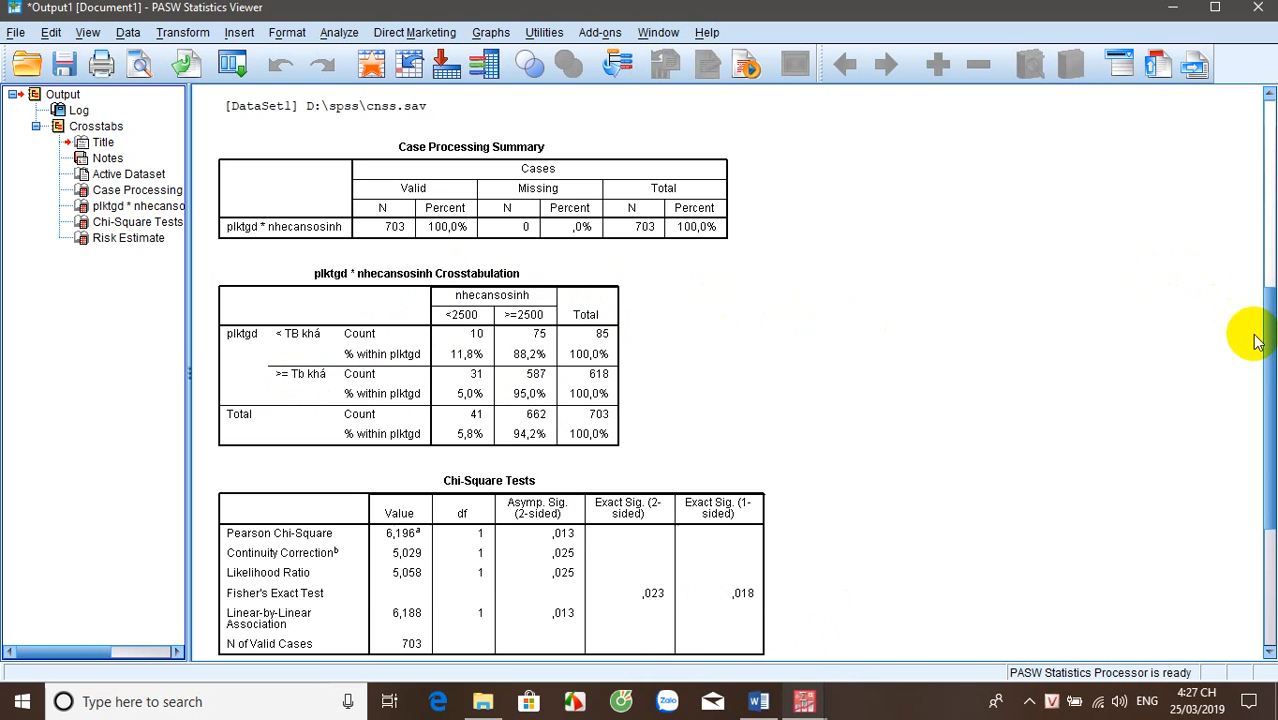 *Output1 [Document1] - PASW Statistics Viewer
File Edit View Data Transform Insert Format Analyze Direct Marketing Graphs Utilities Add-ons Window Help
Output
Log
Crosstabs
Title
Notes
Active Dataset
Case Processing
plktgd * nhecanso
Chi-Square Tests
Risk Estimate
[DataSet1] D:\spss\cnss.sav
Case Processing Summary
Cases
Valid Missing Total
N Percent N Percent N Percent
plktgd * nhecansosinh 703 100,0% 0 ,0% 703 100,0%
plktgd * nhecansosinh Crosstabulation
nhecansosinh
<2500 >=2500 Total
plktgd < TB khá Count 10 75 85
% within plktgd 11,8% 88,2% 100,0%
>= Tb khá Count 31 587 618
% within plktgd 5,0% 95,0% 100,0%
Total Count 41 662 703
% within plktgd 5,8% 94,2% 100,0%
Chi-Square Tests
Value df Asymp. Sig. (2-sided) Exact Sig. (2-sided) Exact Sig. (1-sided)
Pearson Chi-Square 6,196a 1 ,013
Continuity Correctionb 5,029 1 ,025
Likelihood Ratio 5,058 1 ,025
Fisher's Exact Test ,023 ,018
Linear-by-Linear Association 6,188 1 ,013
N of Valid Cases 703
PASW Statistics Processor is ready
Type here to search
Zalo
V
ENG
4:27 CH
25/03/2019